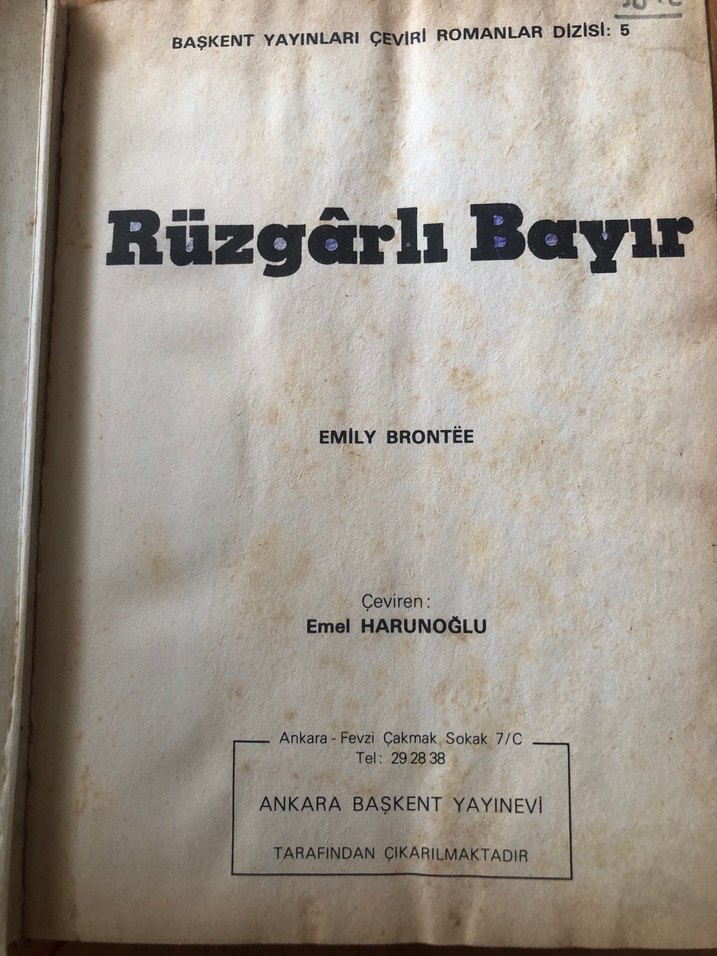 BAŞKENT YAYINLARI ÇEVİRİ ROMANLAR DİZİSİ: 5
Rüzgârlı Bayır
EMİLY BRONTËE
Çeviren:
Emel HARUNOĞLU
Ankara - Fevzi Çakmak Sokak 7/C
Tel: 29 28 38
ANKARA BAŞKENT YAYINEVİ
TARAFINDAN ÇIKARILMAKTADIR